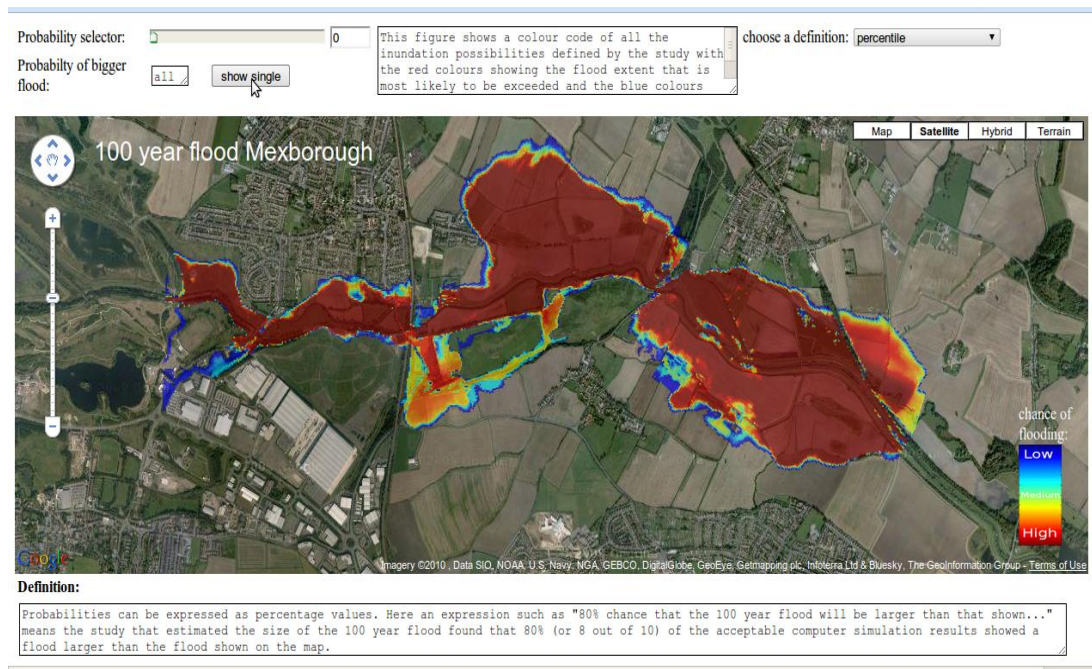 Probability selector:
0
This figure shows a colour code of all the
inundation possibilities defined by the study with
the red colours showing the flood extent that is
most likely to be exceeded and the blue colours
choose a definition:
percentile
Probabilty of bigger
flood:
all
show single
100 year flood Mexborough
Map
Satellite
Hybrid
Terrain
chance of
flooding:
Low
Medium
High
Google
Imagery ©2010 , Data SIO, NOAA, U.S. Navy, NGA, GEBCO, DigitalGlobe, GeoEye, Getmapping plc, Infoterra Ltd & Bluesky, The GeoInformation Group - Terms of Use
Definition:
Probabilities can be expressed as percentage values. Here an expression such as "80% chance that the 100 year flood will be larger than that shown..."
means the study that estimated the size of the 100 year flood found that 80% (or 8 out of 10) of the acceptable computer simulation results showed a
flood larger than the flood shown on the map.